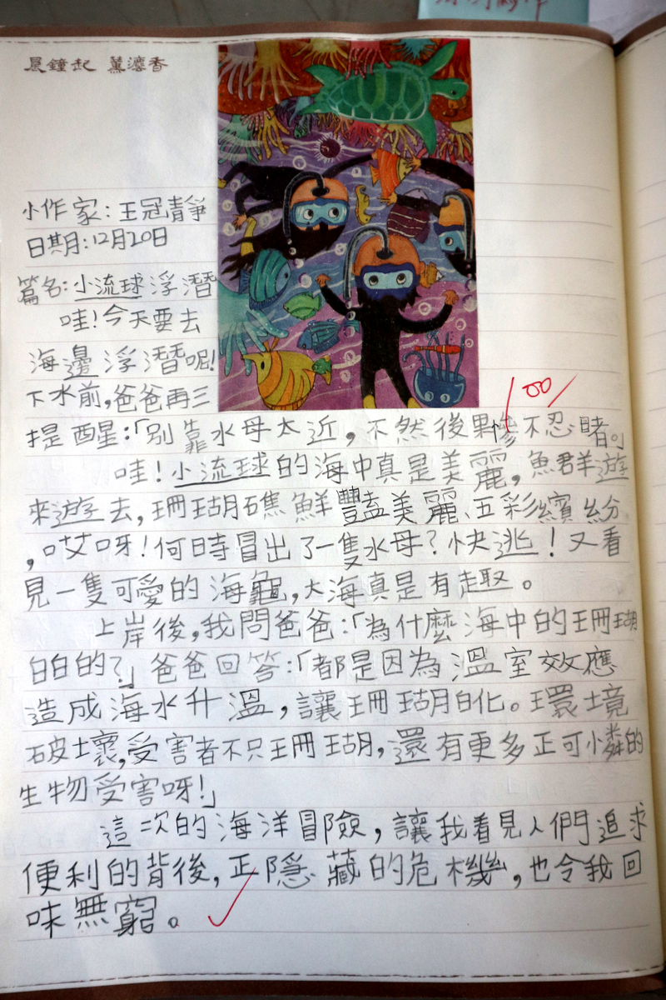 晨鐘起 薰漾香
小作家：王冠靜
日期：12月20日
篇名：小流球浮潛
哇！今天要去
海邊浮潛呢！
下水前，爸爸再三
提醒：「別靠水母太近，不然後果慘不忍睹。」
100
哇！小流球的海中真是美麗，魚群遊
來遊去，珊瑚礁鮮豔美麗、五彩繽紛
，哎呀！何時冒出了一隻水母？快逃！又看
見一隻可愛的海龜，大海真是有趣。
上岸後，我問爸爸：「為什麼海中的珊瑚
白白的？」爸爸回答：「都是因為溫室效應
造成海水升溫，讓珊瑚白化。環境
破壞，受害者不只珊瑚，還有更多正可憐的
生物受害呀！」
這次的海洋冒險，讓我看見人們追求
便利的背後，正隱藏的危機，也令我回
味無窮。